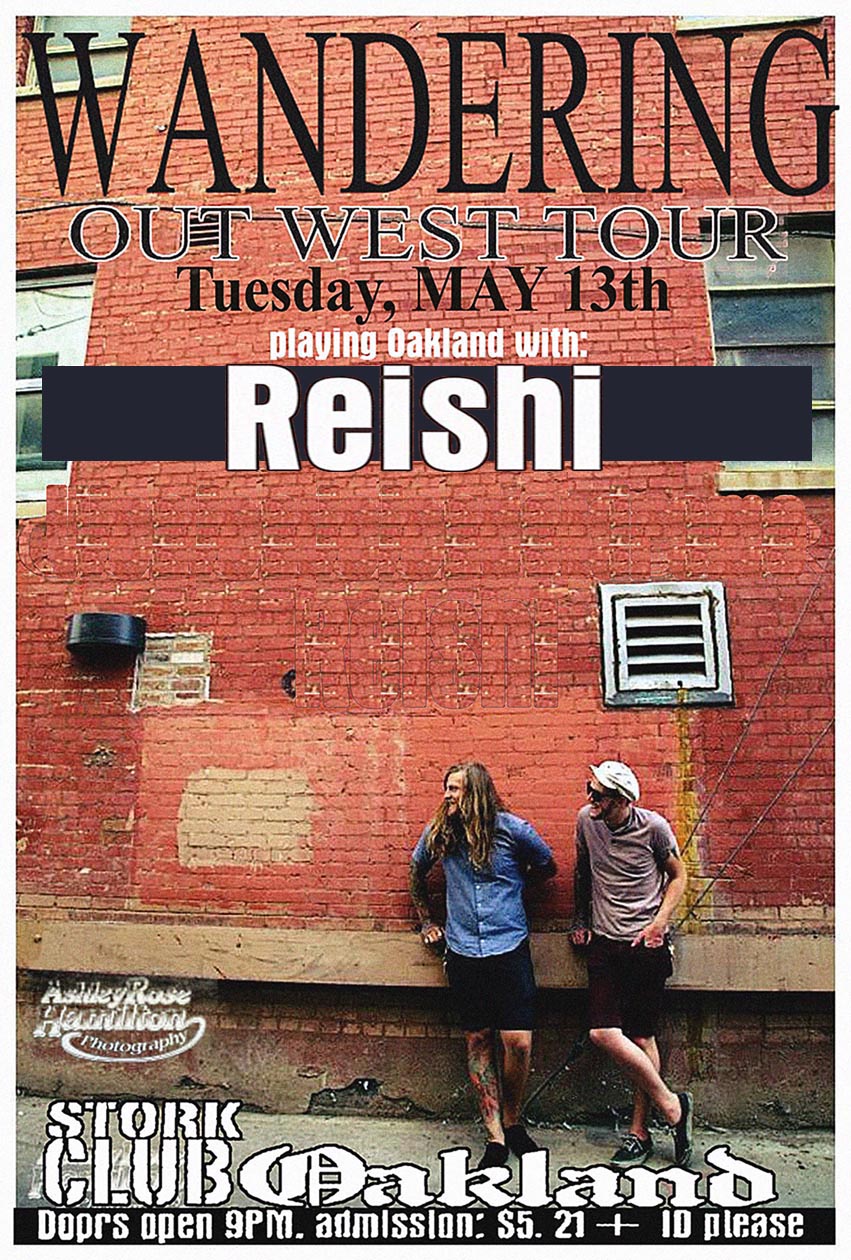 WANDERING
OUT WEST TOUR
Tuesday, MAY 13th
playing Oakland with:
Reishi
AshleyRose
Hamilton
Photography
STORK
CLUB Oakland
Doors open 9PM. admission: $5. 21 + ID please